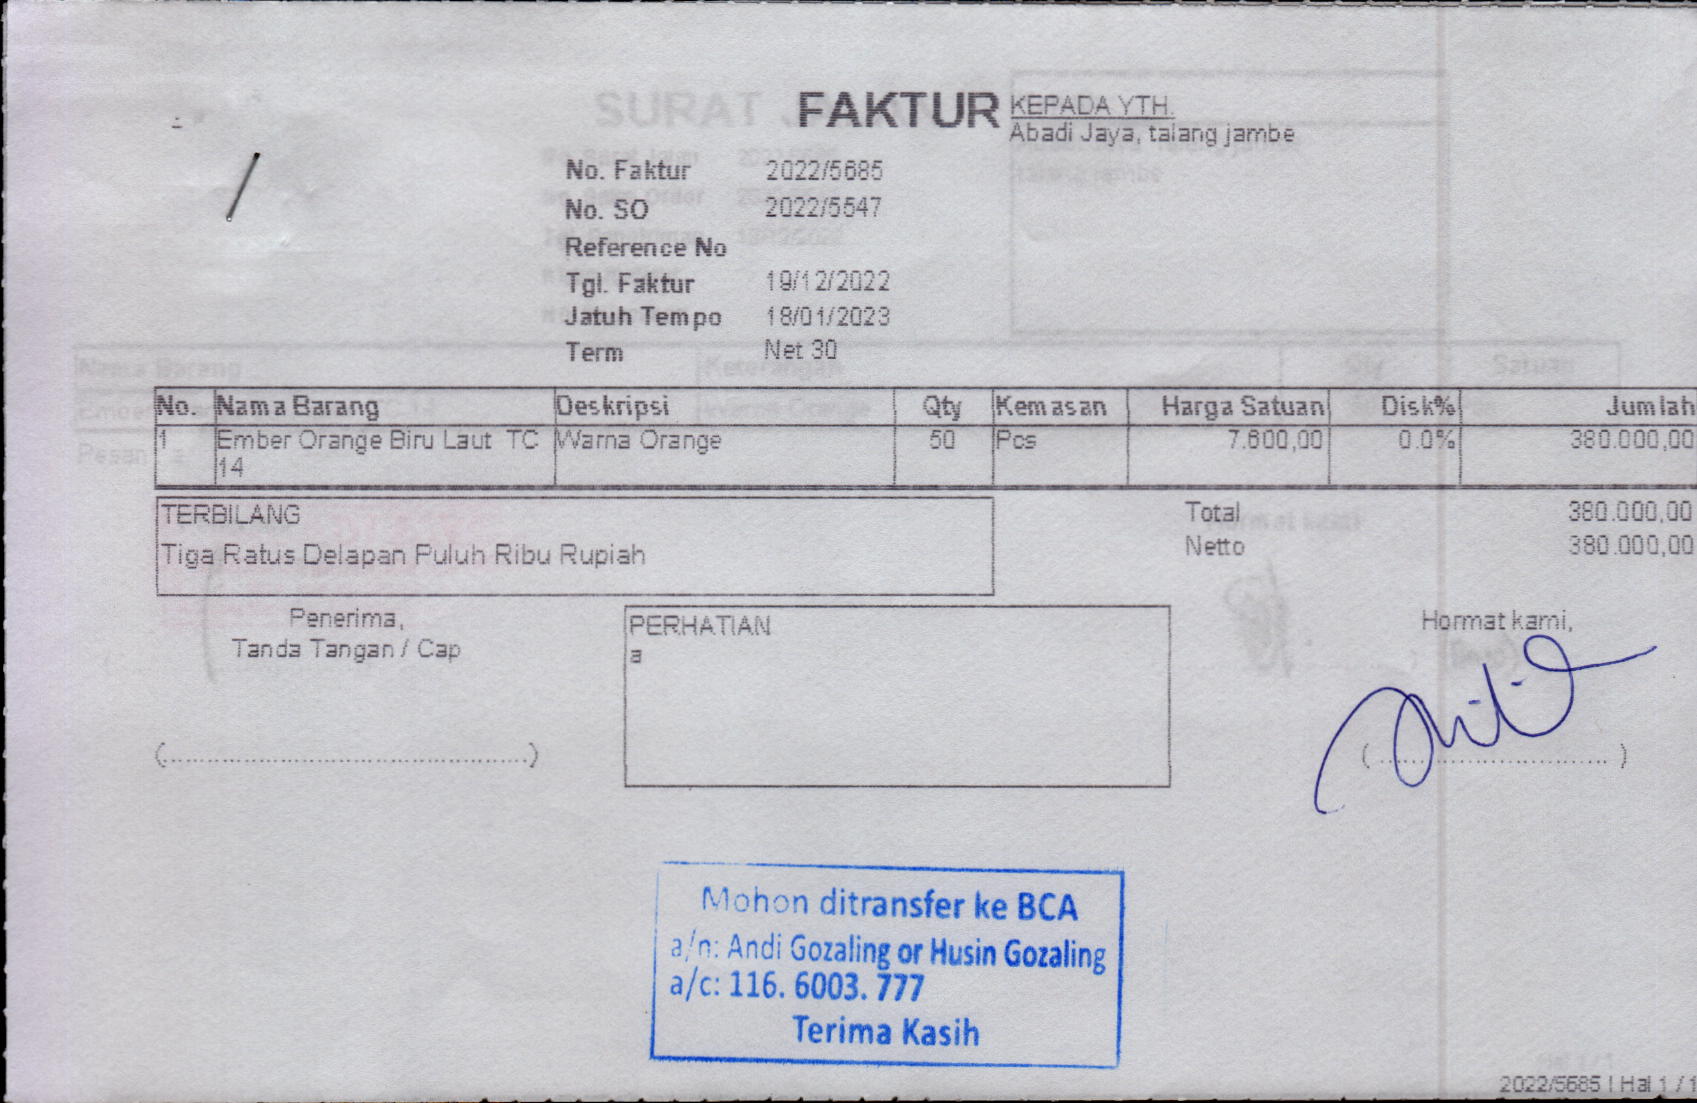 FAKTUR
KEPADA YTH.
Abadi Jaya, talang jambe
No. Faktur 2022/5685
No. SO 2022/5547
Reference No
Tgl. Faktur 19/12/2022
Jatuh Tempo 18/01/2023
Term Net 30
No. Nama Barang Deskripsi Qty Kemasan Harga Satuan Disk% Jumlah
1 Ember Orange Biru Laut TC Warna Orange 50 Pcs 7.600,00 0.0% 380.000,00
14
TERBILANG
Tiga Ratus Delapan Puluh Ribu Rupiah
Total 380.000,00
Netto 380.000,00
Penerima,
Tanda Tangan / Cap
PERHATIAN
a
Hormat kami,
Mohon ditransfer ke BCA
a/n: Andi Gozaling or Husin Gozaling
a/c: 116. 6003. 777
Terima Kasih
2022/5685 | Hal 1 / 1